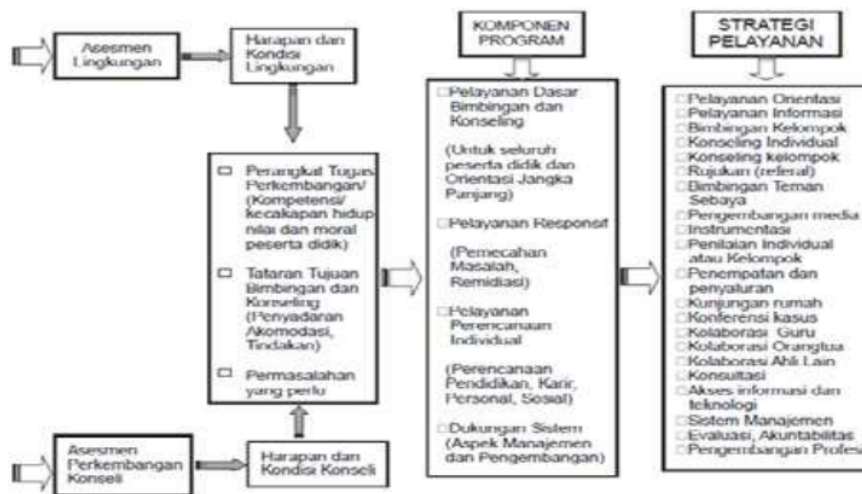 Asesmen
Lingkungan
Harapan dan
Kondisi
Lingkungan
Perangkat Tugas
Perkembangan/
(Kompetensi/
kecakapan hidup
nilai dan moral
peserta didik)
Tataran Tujuan
Bimbingan dan
Konseling
(Penyadaran
Akomodasi,
Tindakan)
Permasalahan
yang perlu
Asesmen
Perkembangan
Konseli
Harapan dan
Kondisi Konseli
KOMPONEN
PROGRAM
Pelayanan Dasar
Bimbingan dan
Konseling
(Untuk seluruh
peserta didik dan
Orientasi Jangka
Panjang)
Pelayanan Responsif
(Pemecahan
Masalah,
Remidiasi)
Pelayanan
Perencanaan
Individual
(Perencanaan
Pendidikan, Karir,
Personal, Sosial)
Dukungan Sistem
(Aspek Manajemen
dan Pengembangan)
STRATEGI
PELAYANAN
Pelayanan Orientasi
Pelayanan Informasi
Bimbingan Kelompok
Konseling Individual
Konseling kelompok
Rujukan (referal)
Bimbingan Teman
Sebaya
Pengembangan media
Instrumentasi
Penilaian Individual
atau Kelompok
Penempatan dan
penyaluran
Kunjungan rumah
Konferensi kasus
Kolaborasi Guru
Kolaborasi Orangtua
Kolaborasi Ahli Lain
Konsultasi
Akses informasi dan
teknologi
Sistem Manajemen
Evaluasi, Akuntabilitas
Pengembangan Profesi